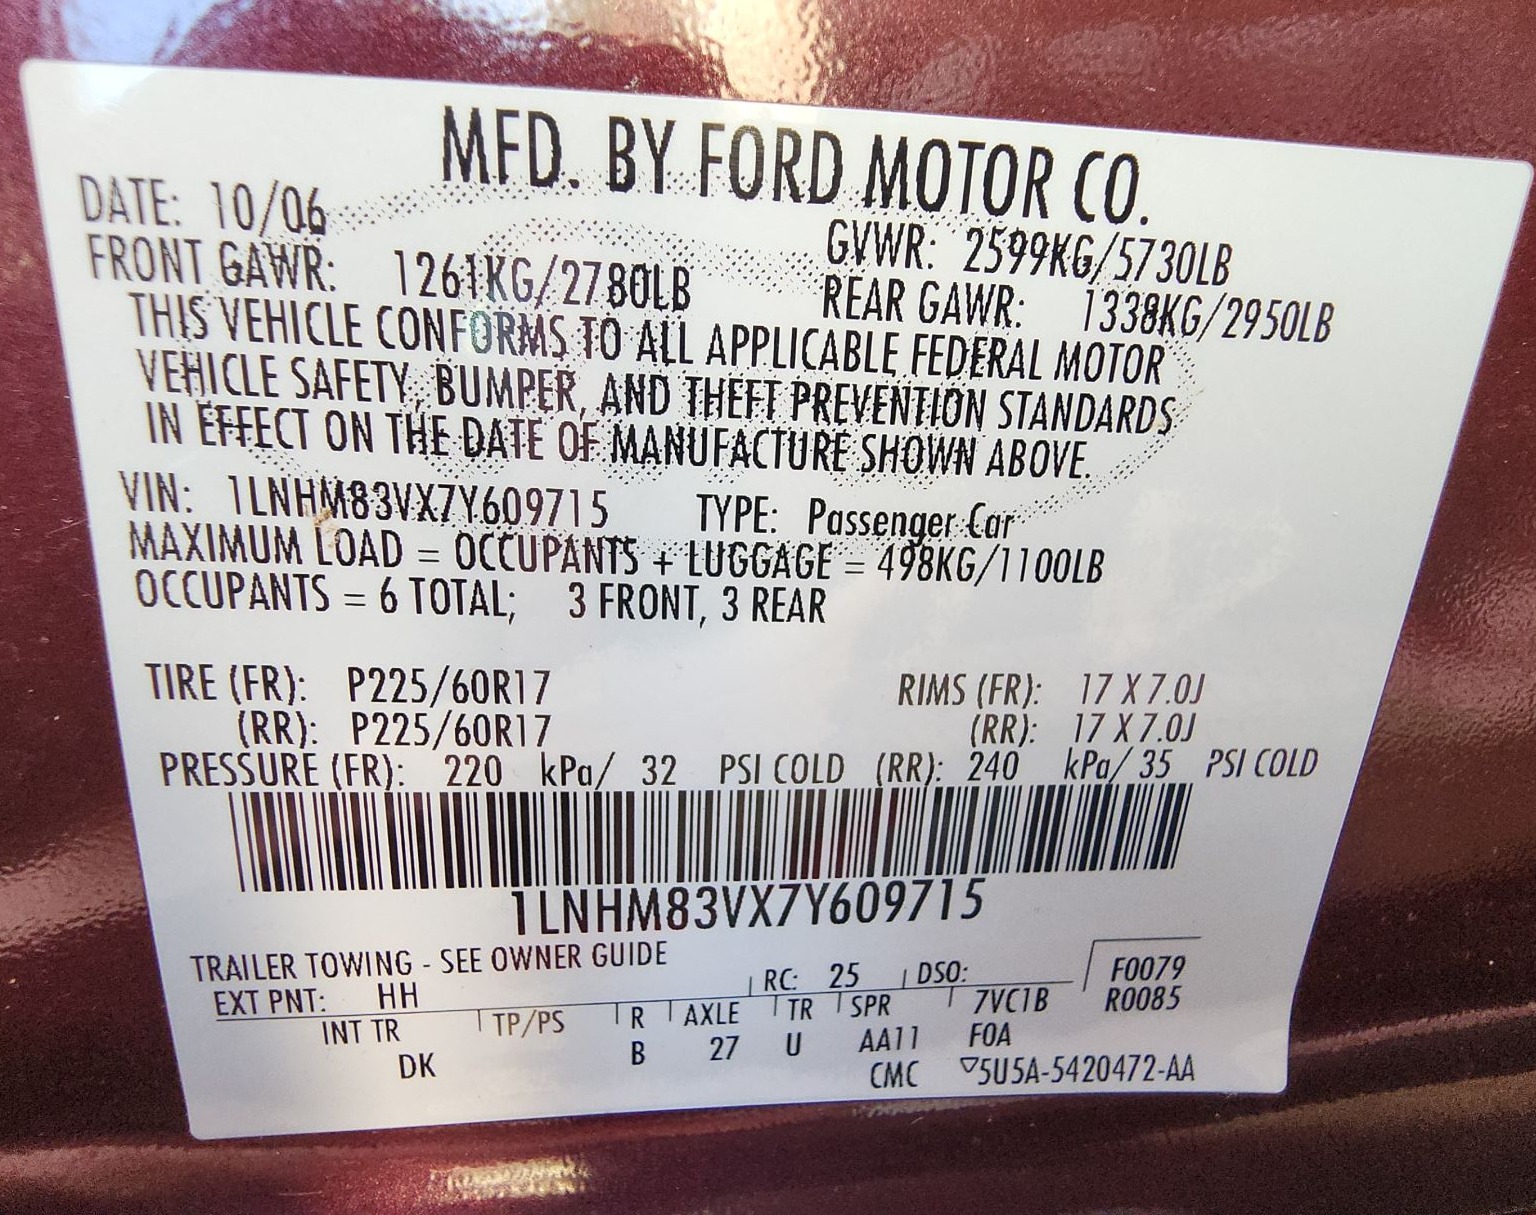 MFD. BY FORD MOTOR CO.
DATE: 10/06 GVWR: 2599KG/5730LB
FRONT GAWR: 1261KG/2780LB REAR GAWR: 1338KG/2950LB
THIS VEHICLE CONFORMS TO ALL APPLICABLE FEDERAL MOTOR
VEHICLE SAFETY, BUMPER, AND THEFT PREVENTION STANDARDS
IN EFFECT ON THE DATE OF MANUFACTURE SHOWN ABOVE.
VIN: 1LNHM83VX7Y609715 TYPE: Passenger Car
MAXIMUM LOAD = OCCUPANTS + LUGGAGE = 498KG/1100LB
OCCUPANTS = 6 TOTAL; 3 FRONT, 3 REAR
TIRE (FR): P225/60R17 RIMS (FR): 17 X 7.0J
(RR): P225/60R17 (RR): 17 X 7.0J
PRESSURE (FR): 220 kPa/ 32 PSI COLD (RR): 240 kPa/ 35 PSI COLD
1LNHM83VX7Y609715
TRAILER TOWING - SEE OWNER GUIDE
EXT PNT: HH RC: 25 DSO: F0079
INT TR TP/PS R AXLE TR SPR 7VC1B R0085
DK B 27 U AA11 FOA
CMC ▽5U5A-5420472-AA